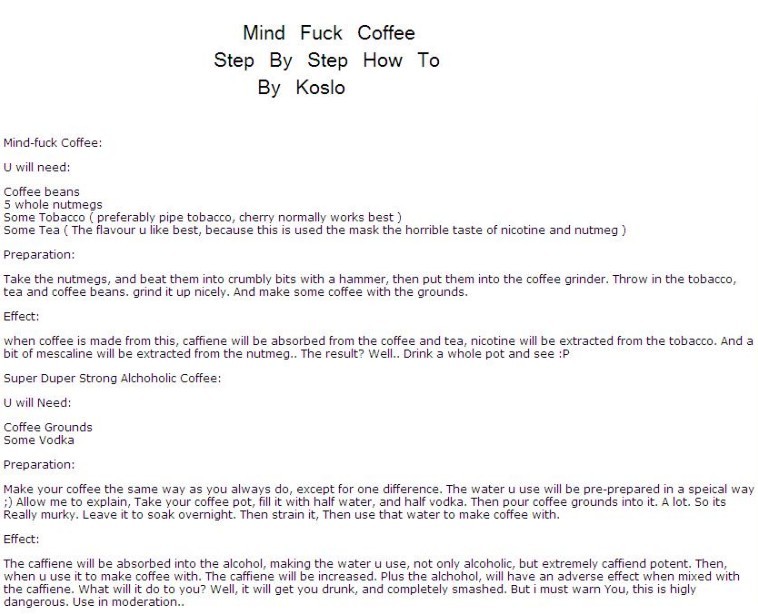 Mind Fuck Coffee
Step By Step How To
By Koslo
Mind-fuck Coffee:
U will need:
Coffee beans
5 whole nutmegs
Some Tobacco ( preferably pipe tobacco, cherry normally works best )
Some Tea ( The flavour u like best, because this is used the mask the horrible taste of nicotine and nutmeg )
Preparation:
Take the nutmegs, and beat them into crumbly bits with a hammer, then put them into the coffee grinder. Throw in the tobacco,
tea and coffee beans. grind it up nicely. And make some coffee with the grounds.
Effect:
when coffee is made from this, caffiene will be absorbed from the coffee and tea, nicotine will be extracted from the tobacco. And a
bit of mescaline will be extracted from the nutmeg.. The result? Well.. Drink a whole pot and see :P
Super Duper Strong Alchoholic Coffee:
U will Need:
Coffee Grounds
Some Vodka
Preparation:
Make your coffee the same way as you always do, except for one difference. The water u use will be pre-prepared in a speical way
;) Allow me to explain, Take your coffee pot, fill it with half water, and half vodka. Then pour coffee grounds into it. A lot. So its
Really murky. Leave it to soak overnight. Then strain it, Then use that water to make coffee with.
Effect:
The caffiene will be absorbed into the alcohol, making the water u use, not only alcoholic, but extremely caffiend potent. Then,
when u use it to make coffee with. The caffiene will be increased. Plus the alchohol, will have an adverse effect when mixed with
the caffiene. What will it do to you? Well, it will get you drunk, and completely smashed. But i must warn You, this is higly
dangerous. Use in moderation..